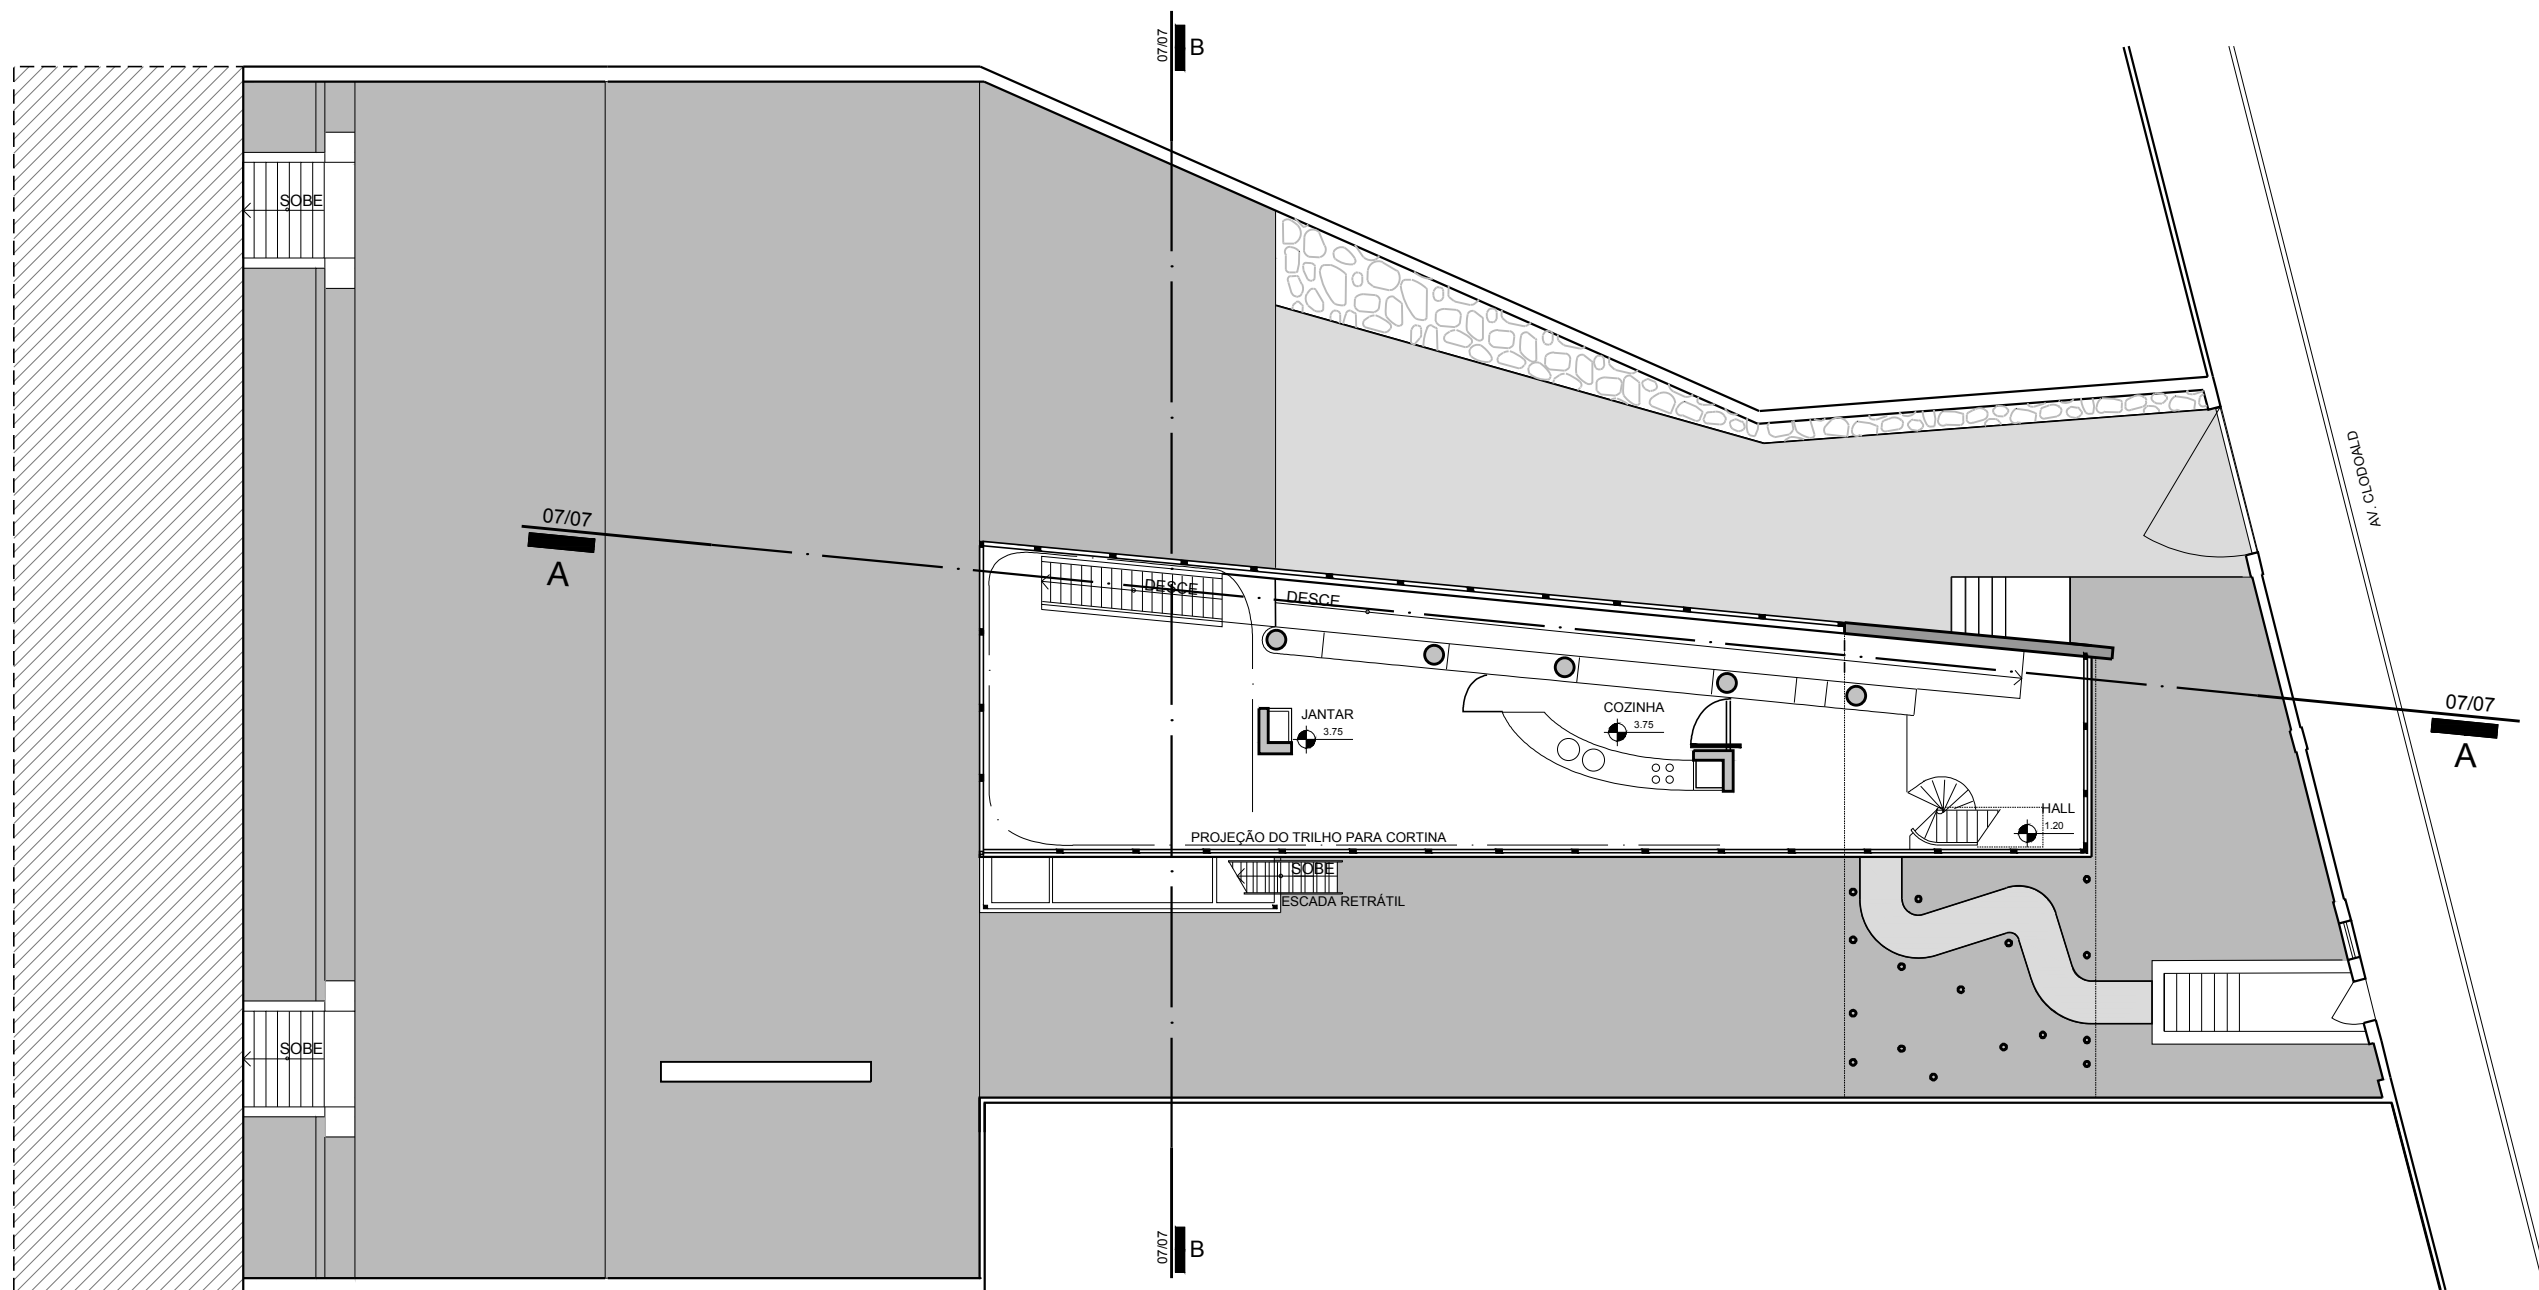 07/07
B
SOBE
AV. CLODOALD
07/07
A
DESCE
DESCE
JANTAR
3.75
COZINHA
3.75
07/07
A
HALL
1.20
PROJEÇÃO DO TRILHO PARA CORTINA
SOBE
ESCADA RETRÁTIL
SOBE
07/07
B